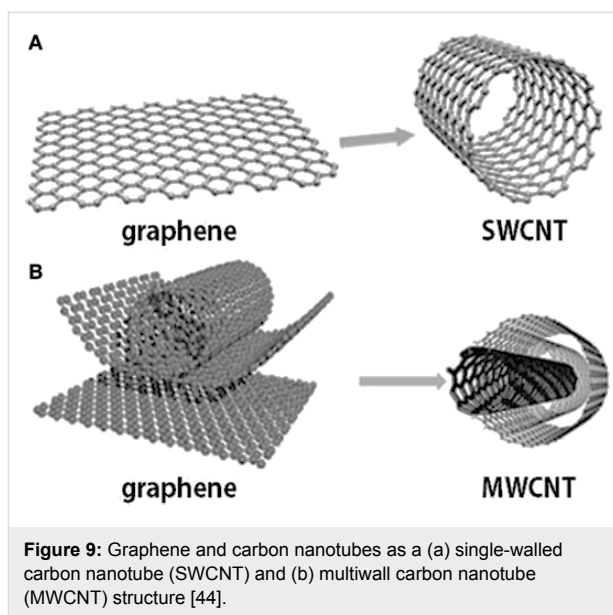 A
graphene
SWCNT
B
graphene
MWCNT
Figure 9: Graphene and carbon nanotubes as a (a) single-walled
carbon nanotube (SWCNT) and (b) multiwall carbon nanotube
(MWCNT) structure [44].